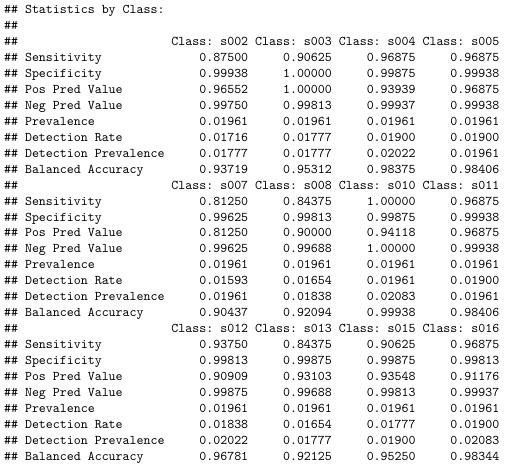 ## Statistics by Class:
##
## Class: s002 Class: s003 Class: s004 Class: s005
## Sensitivity 0.87500 0.90625 0.96875 0.96875
## Specificity 0.99938 1.00000 0.99875 0.99938
## Pos Pred Value 0.96552 1.00000 0.93939 0.96875
## Neg Pred Value 0.99750 0.99813 0.99937 0.99938
## Prevalence 0.01961 0.01961 0.01961 0.01961
## Detection Rate 0.01716 0.01777 0.01900 0.01900
## Detection Prevalence 0.01777 0.01777 0.02022 0.01961
## Balanced Accuracy 0.93719 0.95312 0.98375 0.98406
## Class: s007 Class: s008 Class: s010 Class: s011
## Sensitivity 0.81250 0.84375 1.00000 0.96875
## Specificity 0.99625 0.99813 0.99875 0.99938
## Pos Pred Value 0.81250 0.90000 0.94118 0.96875
## Neg Pred Value 0.99625 0.99688 1.00000 0.99938
## Prevalence 0.01961 0.01961 0.01961 0.01961
## Detection Rate 0.01593 0.01654 0.01961 0.01900
## Detection Prevalence 0.01961 0.01838 0.02083 0.01961
## Balanced Accuracy 0.90437 0.92094 0.99938 0.98406
## Class: s012 Class: s013 Class: s015 Class: s016
## Sensitivity 0.93750 0.84375 0.90625 0.96875
## Specificity 0.99813 0.99875 0.99875 0.99813
## Pos Pred Value 0.90909 0.93103 0.93548 0.91176
## Neg Pred Value 0.99875 0.99688 0.99813 0.99937
## Prevalence 0.01961 0.01961 0.01961 0.01961
## Detection Rate 0.01838 0.01654 0.01777 0.01900
## Detection Prevalence 0.02022 0.01777 0.01900 0.02083
## Balanced Accuracy 0.96781 0.92125 0.95250 0.98344